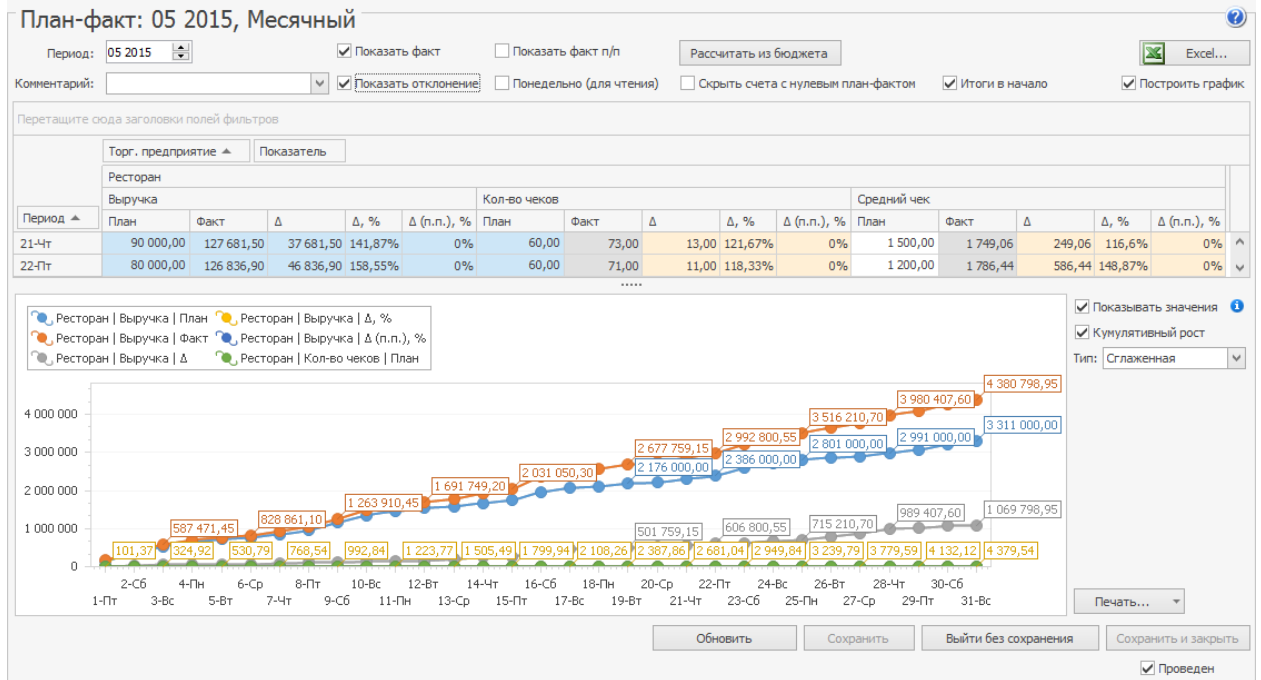 План-факт: 05 2015, Месячный
Период: 05 2015 Показать факт Показать факт п/п Рассчитать из бюджета Excel...
Комментарий: Показать отклонение Понедельно (для чтения) Скрыть счета с нулевым план-фактом Итоги в начало Построить график
Перетащите сюда заголовки полей фильтров
Торг. предприятие Показатель
Ресторан
Выручка Кол-во чеков Средний чек
Период План Факт Δ Δ, % Δ (п.п.), % План Факт Δ Δ, % Δ (п.п.), % План Факт Δ Δ, % Δ (п.п.), %
21-Чт 90 000,00 127 681,50 37 681,50 141,87% 0% 60,00 73,00 13,00 121,67% 0% 1 500,00 1 749,06 249,06 116,6% 0%
22-Пт 80 000,00 126 836,90 46 836,90 158,55% 0% 60,00 71,00 11,00 118,33% 0% 1 200,00 1 786,44 586,44 148,87% 0%
Ресторан | Выручка | План Ресторан | Выручка | Δ, %
Ресторан | Выручка | Факт Ресторан | Выручка | Δ (п.п.), %
Ресторан | Выручка | Δ Ресторан | Кол-во чеков | План
Показывать значения
Кумулятивный рост
Тип: Сглаженная
4 380 798,95
3 980 407,60
4 000 000 3 516 210,70
3 311 000,00
2 992 800,55 2 801 000,00 2 991 000,00
3 000 000 2 677 759,15
2 176 000,00 2 386 000,00
2 000 000 1 691 749,20 2 031 050,30
1 263 910,45
587 471,45 828 861,10
1 000 000 501 759,15 606 800,55 715 210,70 989 407,60 1 069 798,95
101,37 324,92 530,79 768,54 992,84 1 223,77 1 505,49 1 799,94 2 108,26 2 387,86 2 681,04 2 949,84 3 239,79 3 779,59 4 132,12 4 379,54
0
2-Сб 4-Пн 6-Ср 8-Пт 10-Вс 12-Вт 14-Чт 16-Сб 18-Пн 20-Ср 22-Пт 24-Вс 26-Вт 28-Чт 30-Сб
1-Пт 3-Вс 5-Вт 7-Чт 9-Сб 11-Пн 13-Ср 15-Пт 17-Вс 19-Вт 21-Чт 23-Сб 25-Пн 27-Ср 29-Пт 31-Вс
Печать...
Обновить Сохранить Выйти без сохранения Сохранить и закрыть
Проведен